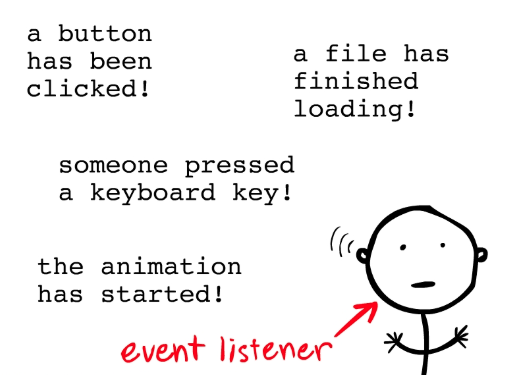 a button
has been
clicked!
a file has
finished
loading!
someone pressed
a keyboard key!
the animation
has started!
event listener